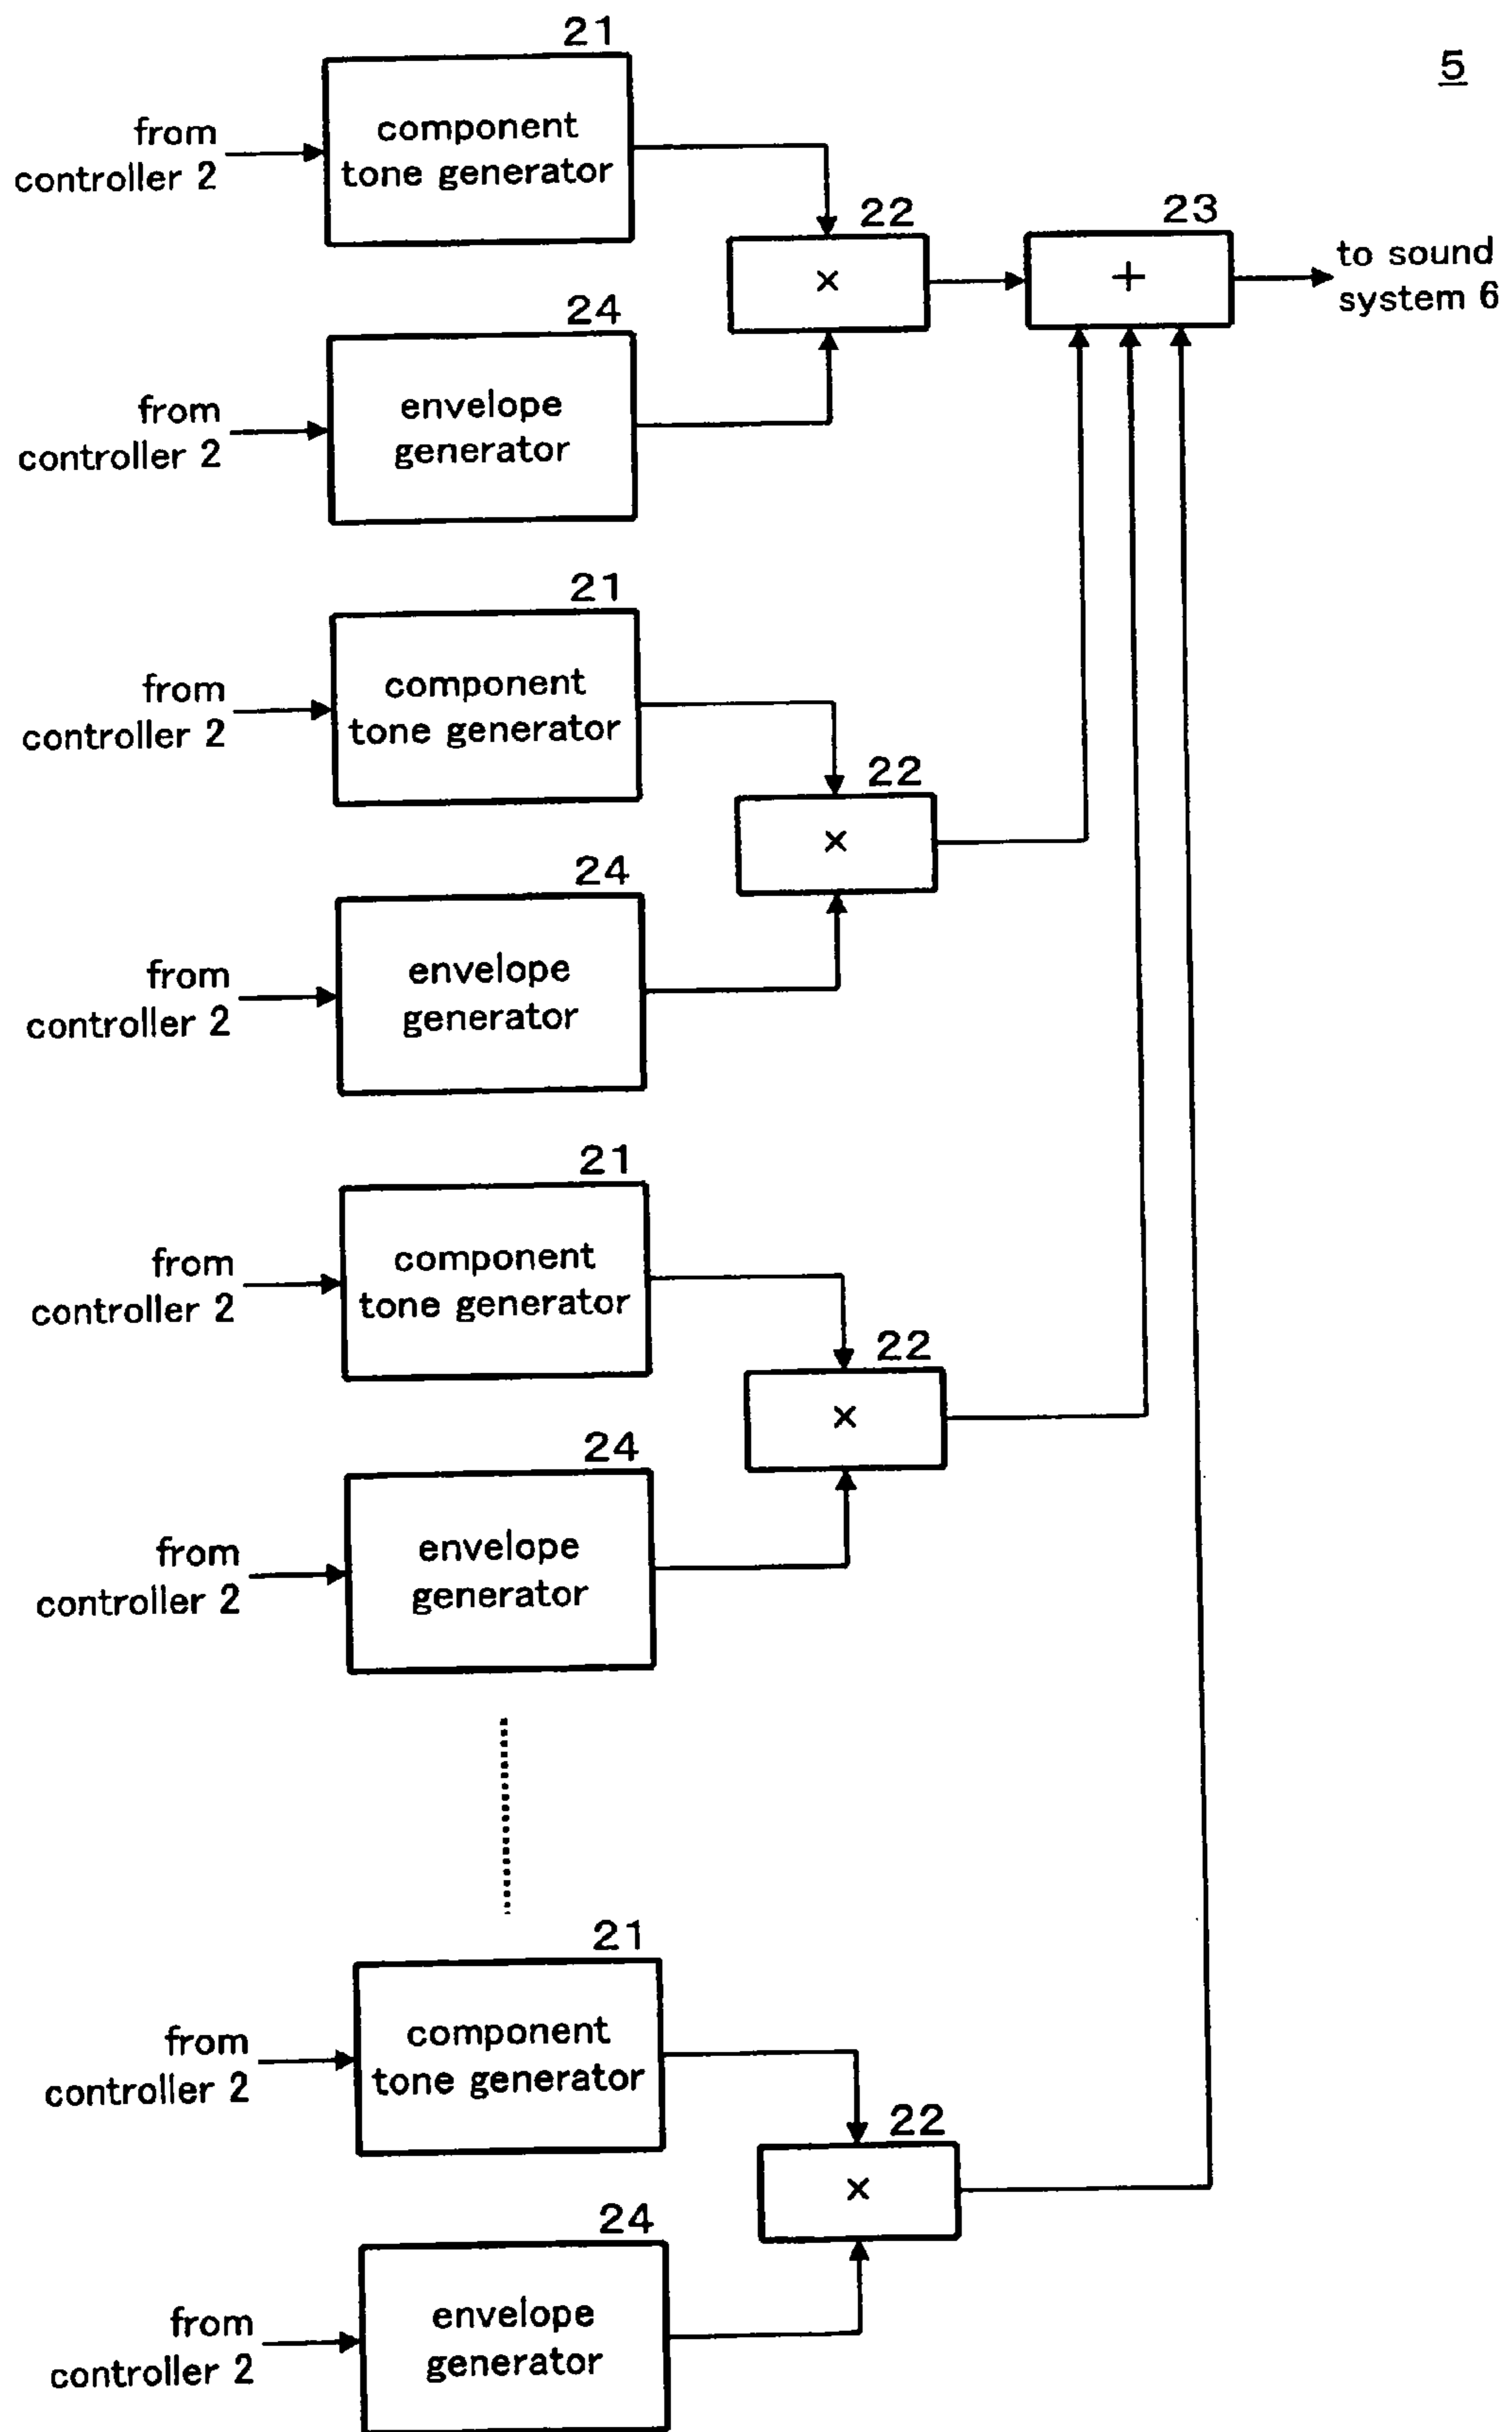 5
21
from
controller 2
component
tone generator
22
×
23
+
to sound
system 6
24
from
controller 2
envelope
generator
21
from
controller 2
component
tone generator
22
×
24
from
controller 2
envelope
generator
21
from
controller 2
component
tone generator
22
×
24
from
controller 2
envelope
generator
21
from
controller 2
component
tone generator
22
×
24
from
controller 2
envelope
generator